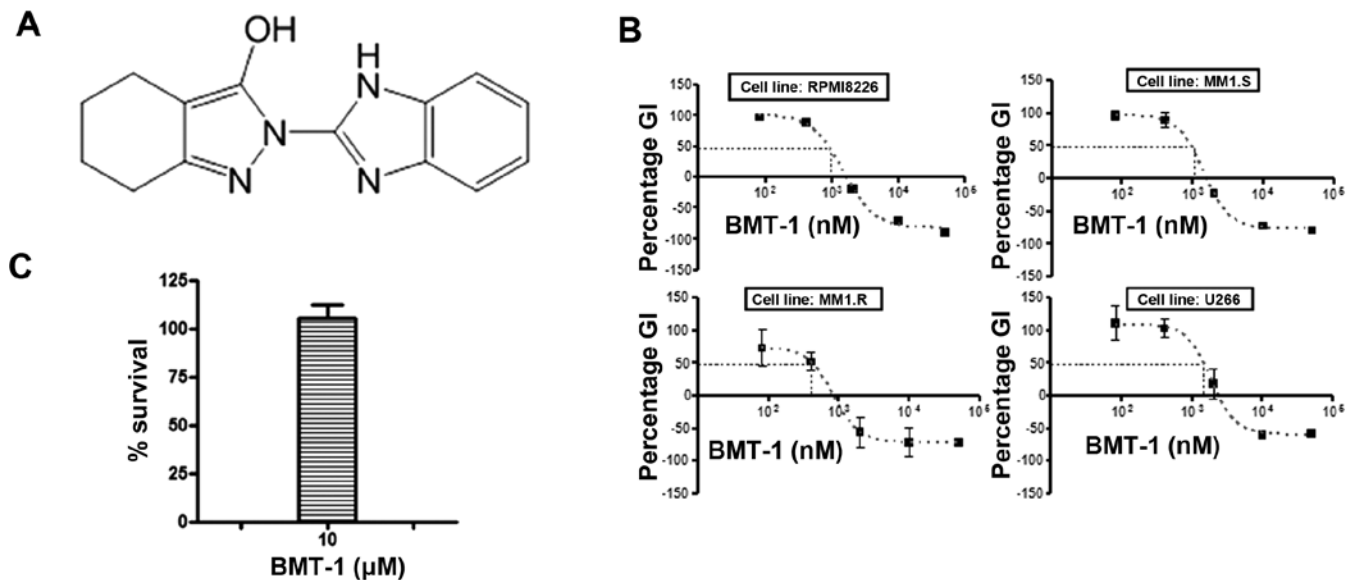 A
OH
H
N
N
N
N
B
Cell line: RPMI8226
Percentage GI
150
100
50
0
-50
-100
-150
10² 10³ 10⁴ 10⁵
BMT-1 (nM)
Cell line: MM1.S
Percentage GI
150
100
50
0
-50
-100
-150
10² 10³ 10⁴ 10⁵
BMT-1 (nM)
Cell line: MM1.R
Percentage GI
150
100
50
0
-50
-100
-150
10² 10³ 10⁴ 10⁵
BMT-1 (nM)
Cell line: U266
Percentage GI
150
100
50
0
-50
-100
-150
10² 10³ 10⁴ 10⁵
BMT-1 (nM)
C
% survival
125
100
75
50
25
0
10
BMT-1 (µM)